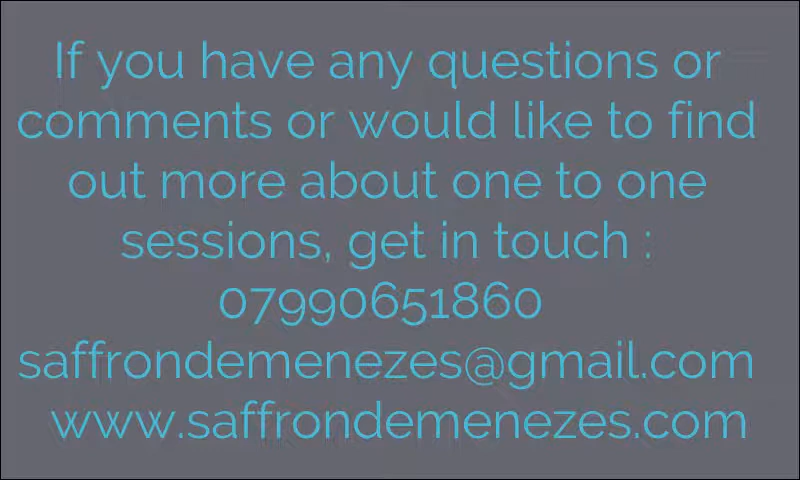 If you have any questions or
comments or would like to find
out more about one to one
sessions, get in touch :
07990651860
saffrondemenezes@gmail.com
www.saffrondemenezes.com